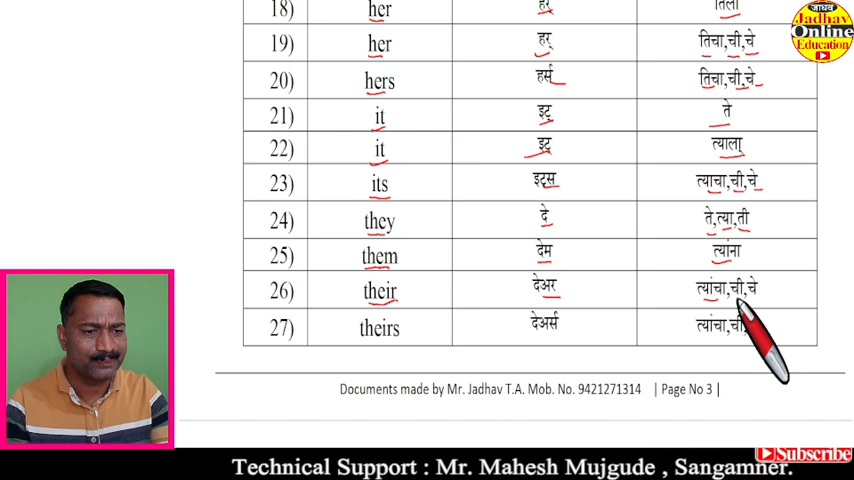 18) her हर् तिला
19) her हर् तिचा,ची,चे
20) hers हर्स तिचा,ची,चे
21) it इट् ते
22) it इट् त्याला्
23) its इट्स त्याचा,ची,चे
24) they दे ते,त्या,ती
25) them देम त्यांना
26) their देअर त्यांचा,ची,चे
27) theirs देअर्स त्यांचा,ची
Documents made by Mr. Jadhav T.A. Mob. No. 9421271314 | Page No 3 |
जाधव
Jadhav
Online
Education
Subscribe
Technical Support : Mr. Mahesh Mujgude , Sangamner.